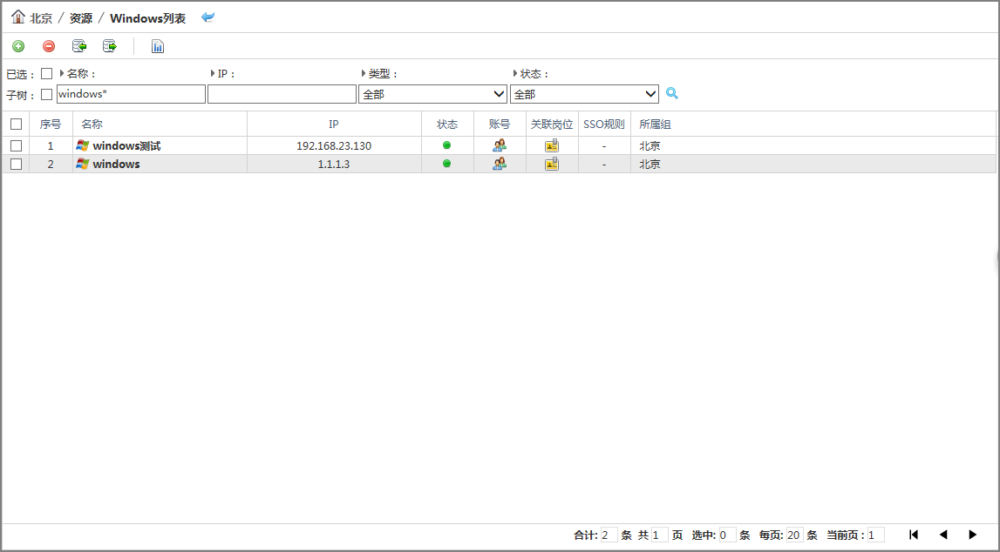 北京 / 资源 / Windows列表
已选： 名称： IP： 类型： 状态：
子树： windows* 全部 全部
序号 名称 IP 状态 账号 关联岗位 SSO规则 所属组
1 windows测试 192.168.23.130 - 北京
2 windows 1.1.1.3 - 北京
合计: 2 条 共 1 页 选中: 0 条 每页: 20 条 当前页： 1